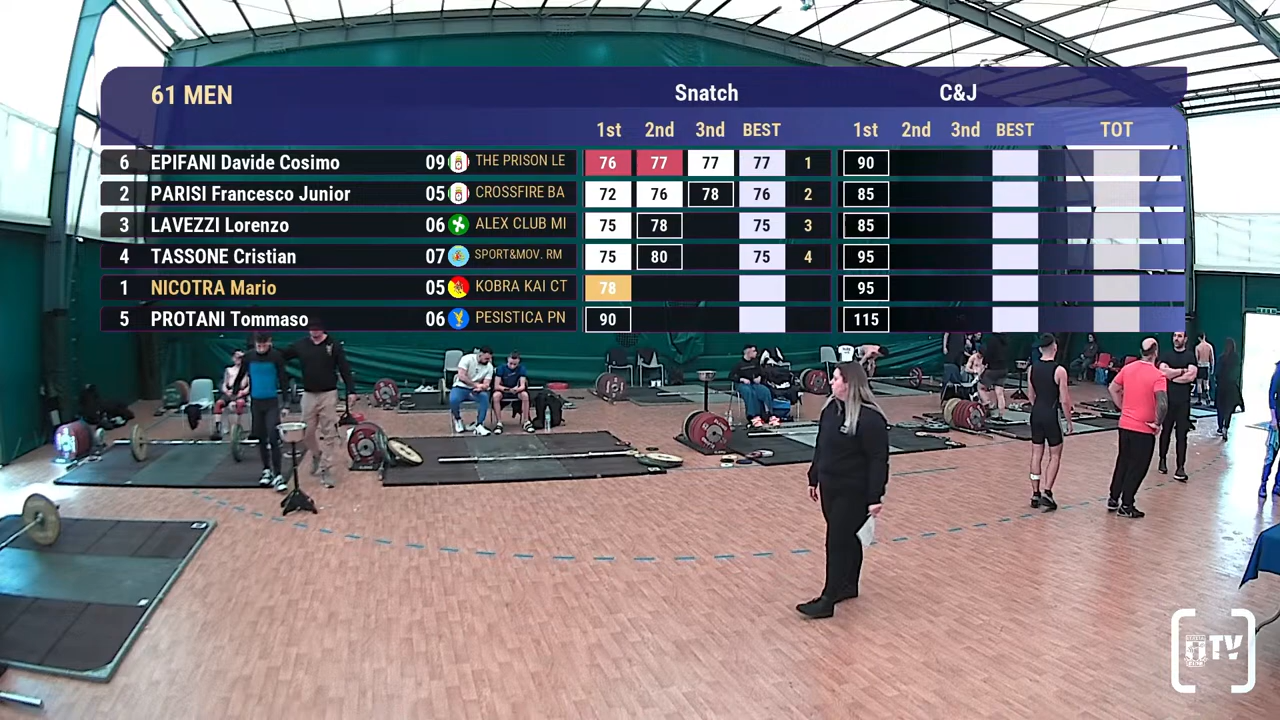 61 MEN Snatch C&J
1st 2nd 3nd BEST 1st 2nd 3nd BEST TOT
6 EPIFANI Davide Cosimo 09 THE PRISON LE 76 77 77 77 1 90
2 PARISI Francesco Junior 05 CROSSFIRE BA 72 76 78 76 2 85
3 LAVEZZI Lorenzo 06 ALEX CLUB MI 75 78 75 3 85
4 TASSONE Cristian 07 SPORT&MOV. RM 75 80 75 4 95
1 NICOTRA Mario 05 KOBRA KAI CT 78 95
5 PROTANI Tommaso 06 PESISTICA PN 90 115
TV